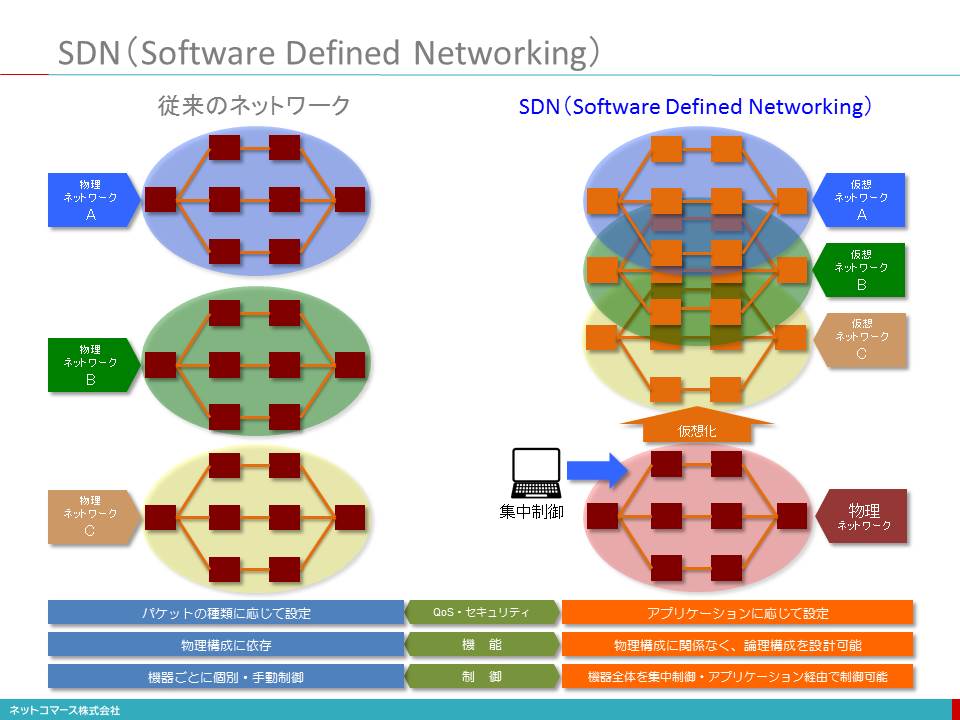 SDN（Software Defined Networking）
従来のネットワーク
SDN（Software Defined Networking）
物理
ネットワーク
A
物理
ネットワーク
B
物理
ネットワーク
C
仮想
ネットワーク
A
仮想
ネットワーク
B
仮想
ネットワーク
C
仮想化
集中制御
物理
ネットワーク
パケットの種類に応じて設定
QoS・セキュリティ
アプリケーションに応じて設定
物理構成に依存
機　能
物理構成に関係なく、論理構成を設計可能
機器ごとに個別・手動制御
制　御
機器全体を集中制御・アプリケーション経由で制御可能
ネットコマース株式会社